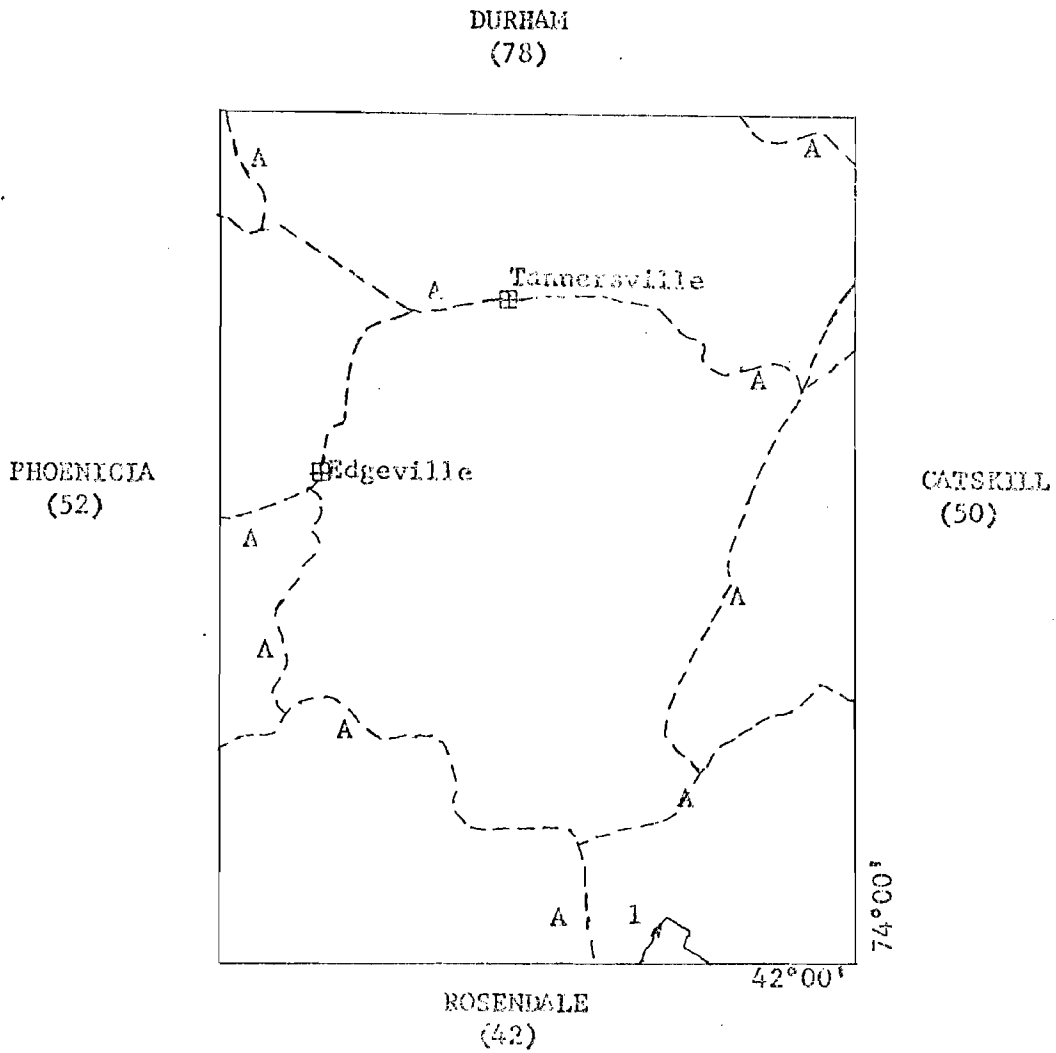 DURHAM
(78)
A
A
Tannersville
A
A
PHOENICIA
(52)
Edgeville
CATSKILL
(50)
A
A
A
A
A
A
1
74°00'
42°00'
ROSENDALE
(42)